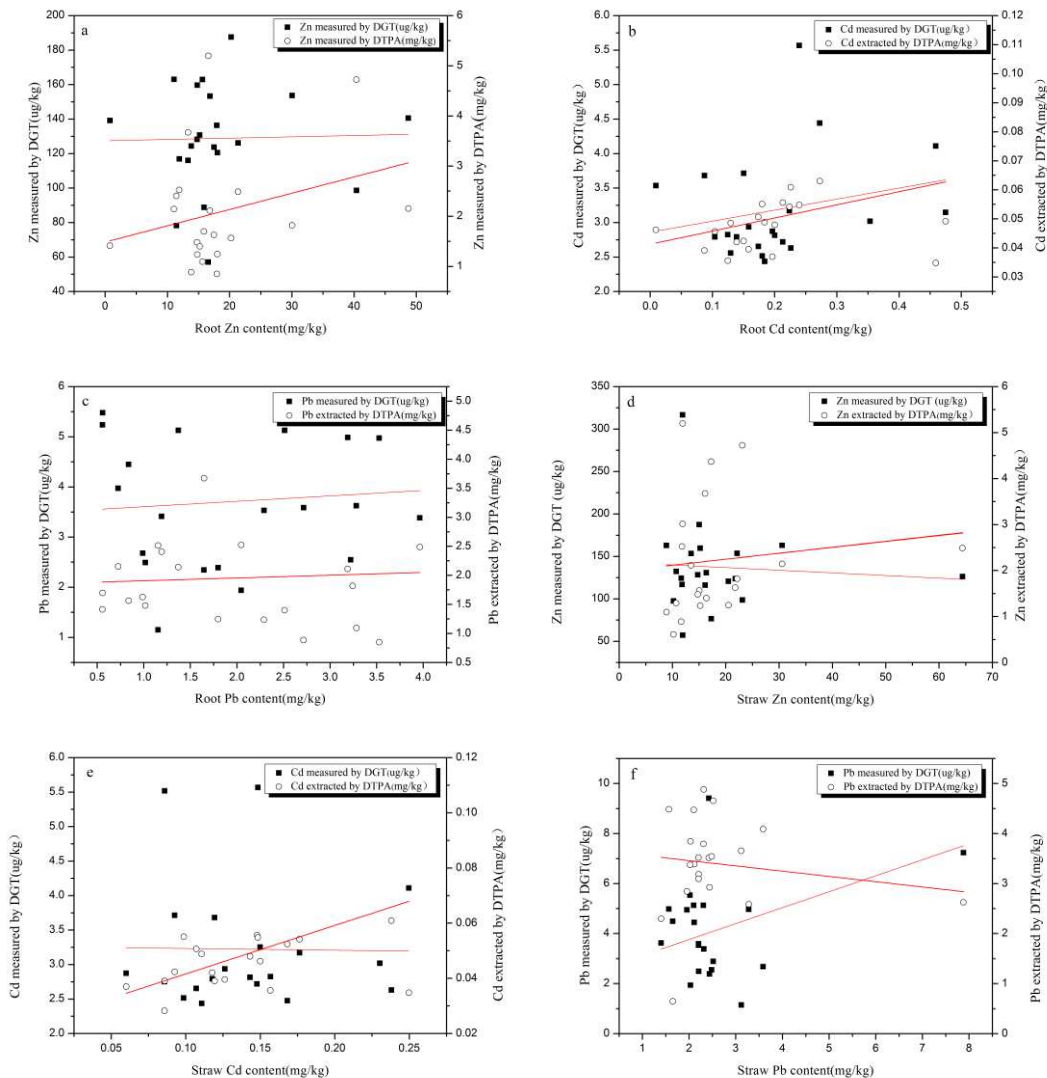 a
Zn measured by DGT(ug/kg)
Zn measured by DTPA(mg/kg)
200
180
160
140
120
100
80
60
40
6
5
4
3
2
1
0 10 20 30 40 50
Zn measured by DGT(ug/kg)
Zn measured by DTPA(mg/kg)
Root Zn content(mg/kg)
b
Cd measured by DGT(ug/kg)
Cd extracted by DTPA(mg/kg)
6.0
5.5
5.0
4.5
4.0
3.5
3.0
2.5
2.0
0.12
0.11
0.10
0.09
0.08
0.07
0.06
0.05
0.04
0.03
0.0 0.1 0.2 0.3 0.4 0.5
Cd measured by DGT(ug/kg)
Cd extracted by DTPA(mg/kg)
Root Cd content(mg/kg)
c
Pb measured by DGT(ug/kg)
Pb extracted by DTPA(mg/kg)
6
5
4
3
2
1
5.0
4.5
4.0
3.5
3.0
2.5
2.0
1.5
1.0
0.5
0.5 1.0 1.5 2.0 2.5 3.0 3.5 4.0
Pb measured by DGT(ug/kg)
Pb extracted by DTPA(mg/kg)
Root Pb content(mg/kg)
d
Zn measured by DGT (ug/kg)
Zn extracted by DTPA(mg/kg)
350
300
250
200
150
100
50
6
5
4
3
2
1
0
0 10 20 30 40 50 60 70
Zn measured by DGT (ug/kg)
Zn extracted by DTPA(mg/kg)
Straw Zn content(mg/kg)
e
Cd measured by DGT(ug/kg)
Cd extracted by DTPA(mg/kg)
6.0
5.5
5.0
4.5
4.0
3.5
3.0
2.5
2.0
0.12
0.10
0.08
0.06
0.04
0.02
0.05 0.10 0.15 0.20 0.25
Cd measured by DGT(ug/kg)
Cd extracted by DTPA(mg/kg)
Straw Cd content(mg/kg)
f
Pb measured by DGT(ug/kg)
Pb extracted by DTPA(mg/kg)
10
8
6
4
2
0
5
4
3
2
1
0
1 2 3 4 5 6 7 8
Pb measured by DGT(ug/kg)
Pb extracted by DTPA(mg/kg)
Straw Pb content(mg/kg)